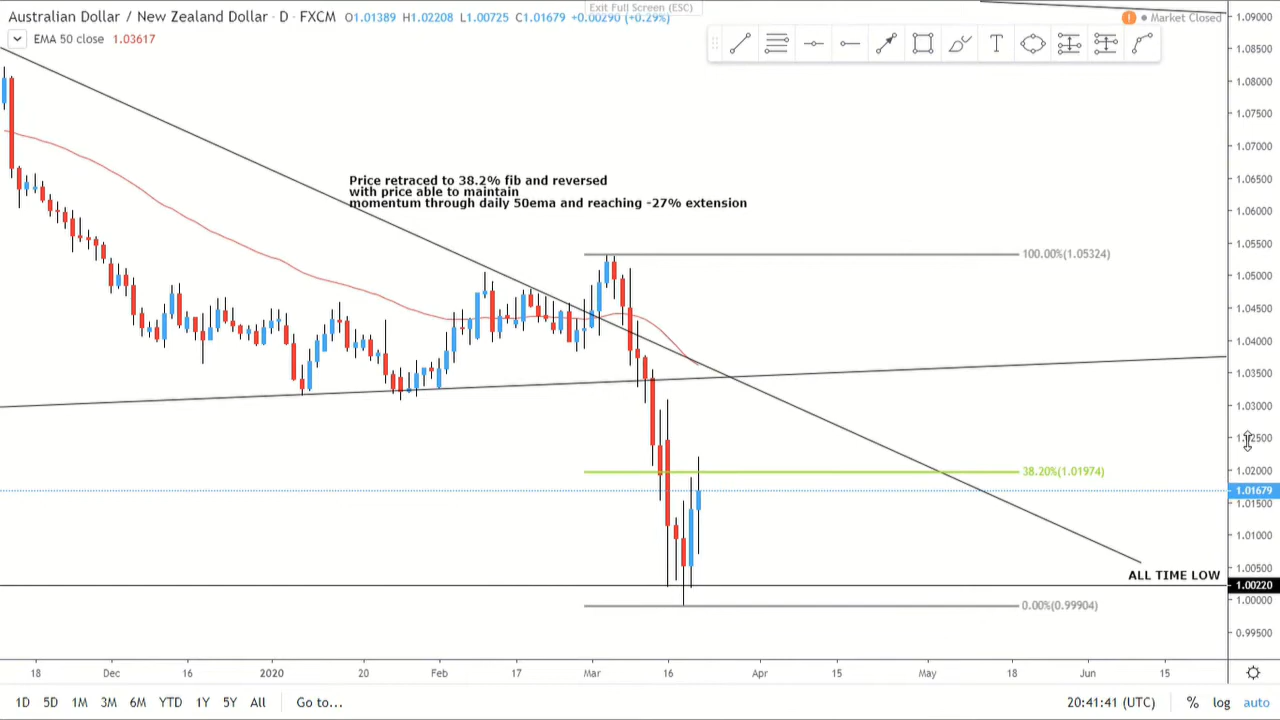 Exit Full Screen (ESC)
Australian Dollar / New Zealand Dollar · D · FXCM O1.01389 H1.02208 L1.00725 C1.01679 +0.00290 (+0.29%)
Market Closed
EMA 50 close 1.03617
Price retraced to 38.2% fib and reversed
with price able to maintain
momentum through daily 50ema and reaching -27% extension
100.00%(1.05324)
38.20%(1.01974)
0.00%(0.99904)
ALL TIME LOW
1.09000
1.08500
1.08000
1.07500
1.07000
1.06500
1.06000
1.05500
1.05000
1.04500
1.04000
1.03500
1.03000
1.02500
1.02000
1.01679
1.01500
1.01000
1.00500
1.00220
1.00000
0.99500
18 Dec 16 2020 20 Feb 17 Mar 16 Apr 15 May 18 Jun 15
1D 5D 1M 3M 6M YTD 1Y 5Y All Go to... 20:41:41 (UTC) % log auto